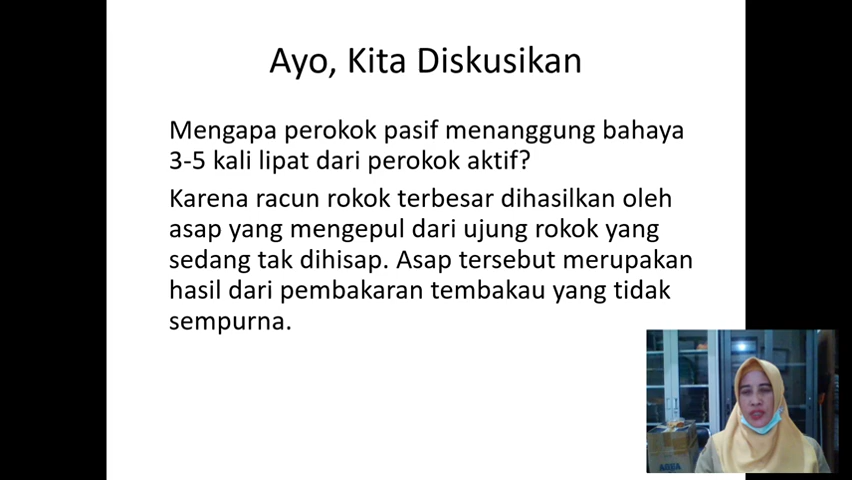 Ayo, Kita Diskusikan
Mengapa perokok pasif menanggung bahaya
3-5 kali lipat dari perokok aktif?
Karena racun rokok terbesar dihasilkan oleh
asap yang mengepul dari ujung rokok yang
sedang tak dihisap. Asap tersebut merupakan
hasil dari pembakaran tembakau yang tidak
sempurna.